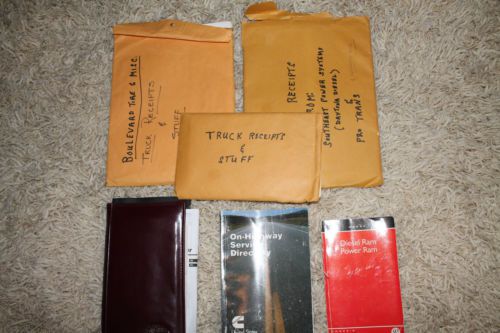 BOULEVARD TIRE & MISC.
TRUCK RECEIPTS
&
STUFF
RECEIPTS
FROM:
SOUTHEAST POWER SYSTEMS
(DAYTONA DIESEL)
&
PRO TRANS
TRUCK RECEIPTS
&
STUFF
On-Highway
Service
Directory
Diesel Ram
Power Ram